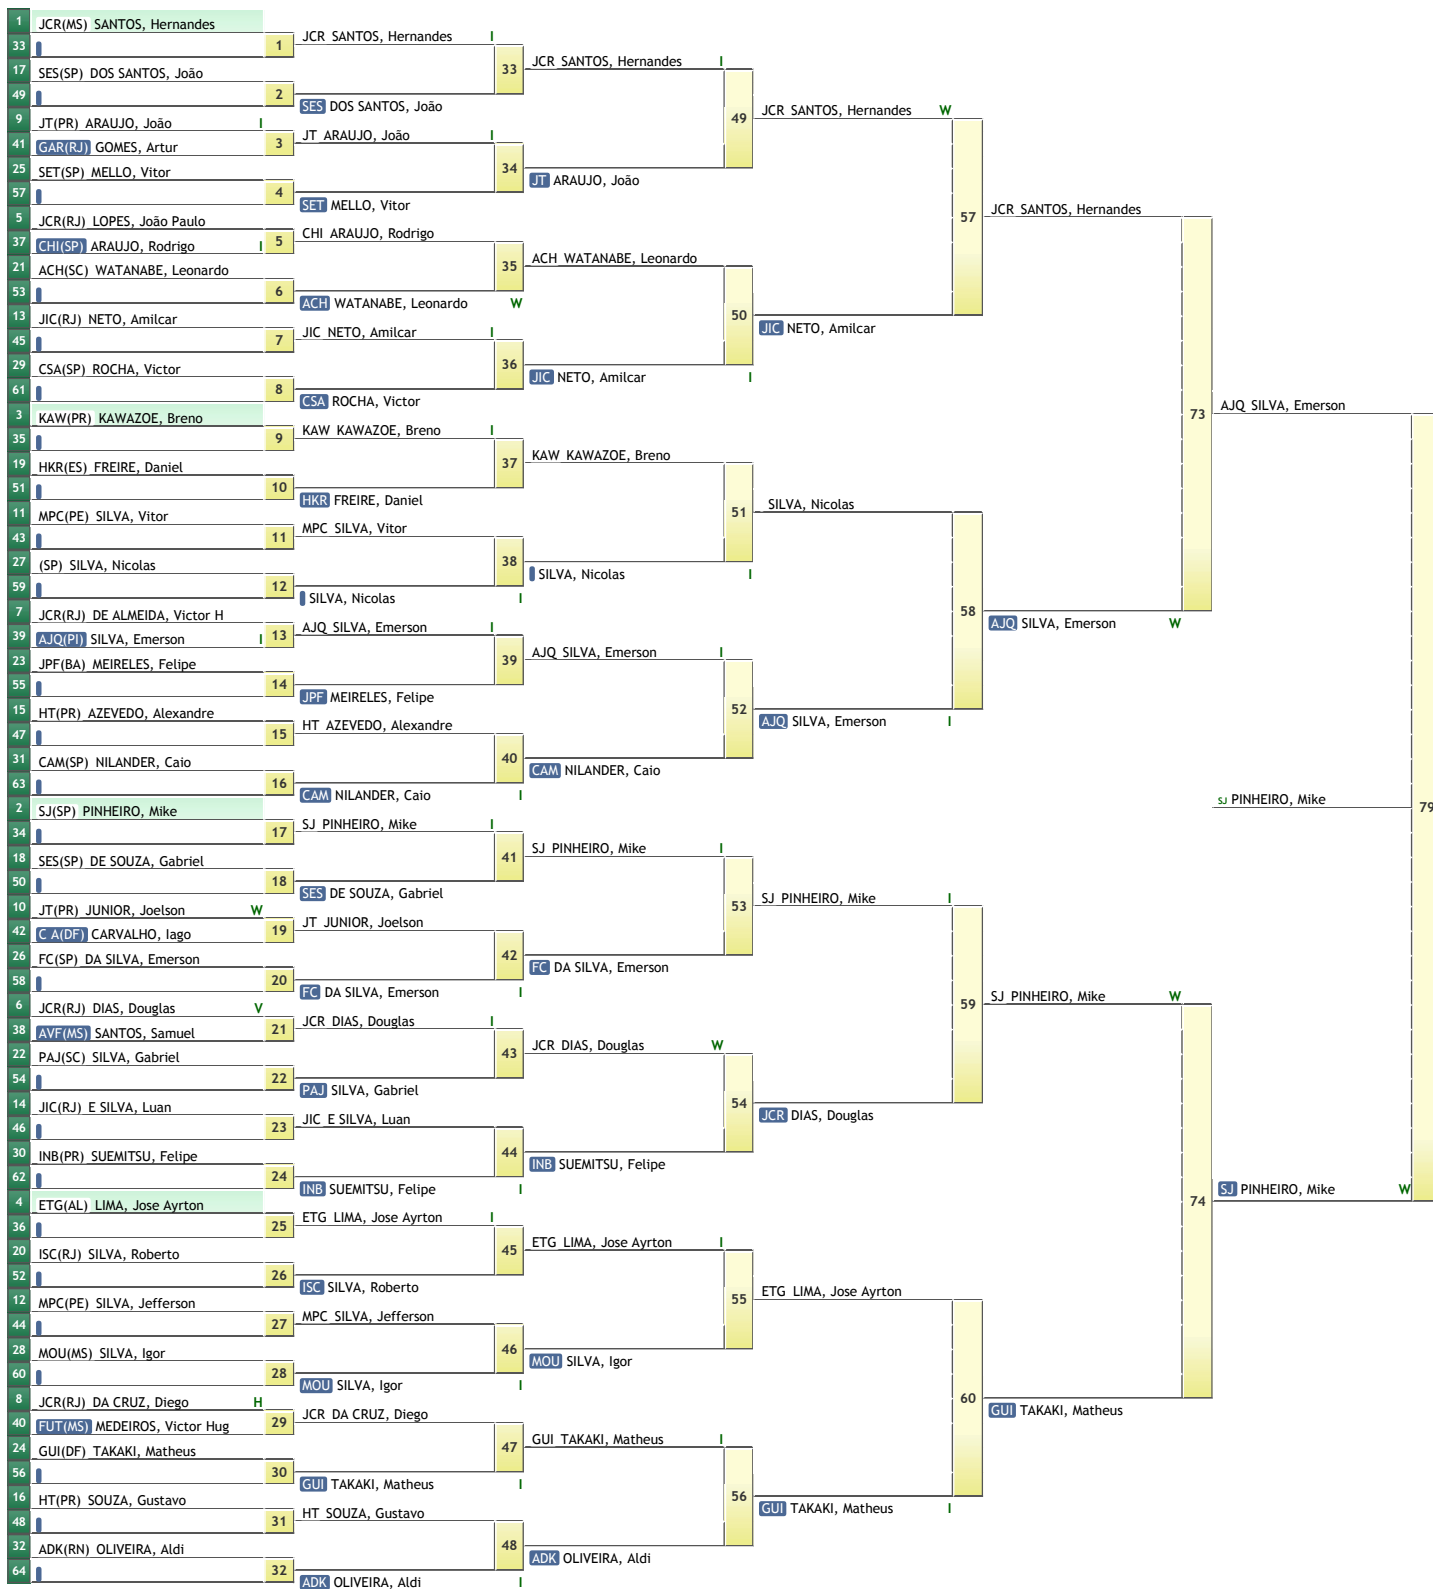 1 JCR(MS) SANTOS, Hernandes
33
17 SES(SP) DOS SANTOS, João
49
9 JT(PR) ARAUJO, João I
41 GAR(RJ) GOMES, Artur
25 SET(SP) MELLO, Vitor
57
5 JCR(RJ) LOPES, João Paulo
37 CHI(SP) ARAUJO, Rodrigo I
21 ACH(SC) WATANABE, Leonardo
53
13 JIC(RJ) NETO, Amilcar
45
29 CSA(SP) ROCHA, Victor
61
3 KAW(PR) KAWAZOE, Breno
35
19 HKR(ES) FREIRE, Daniel
51
11 MPC(PE) SILVA, Vitor
43
27 (SP) SILVA, Nicolas
59
7 JCR(RJ) DE ALMEIDA, Victor H
39 AJQ(PI) SILVA, Emerson I
23 JPF(BA) MEIRELES, Felipe
55
15 HT(PR) AZEVEDO, Alexandre
47
31 CAM(SP) NILANDER, Caio
63
2 SJ(SP) PINHEIRO, Mike
34
18 SES(SP) DE SOUZA, Gabriel
50
10 JT(PR) JUNIOR, Joelson W
42 C A(DF) CARVALHO, Iago
26 FC(SP) DA SILVA, Emerson
58
6 JCR(RJ) DIAS, Douglas V
38 AVF(MS) SANTOS, Samuel
22 PAJ(SC) SILVA, Gabriel
54
14 JIC(RJ) E SILVA, Luan
46
30 INB(PR) SUEMITSU, Felipe
62
4 ETG(AL) LIMA, Jose Ayrton
36
20 ISC(RJ) SILVA, Roberto
52
12 MPC(PE) SILVA, Jefferson
44
28 MOU(MS) SILVA, Igor
60
8 JCR(RJ) DA CRUZ, Diego H
40 FUT(MS) MEDEIROS, Victor Hug
24 GUI(DF) TAKAKI, Matheus
56
16 HT(PR) SOUZA, Gustavo
48
32 ADK(RN) OLIVEIRA, Aldi
64
1 JCR SANTOS, Hernandes I
2 SES DOS SANTOS, João
3 JT ARAUJO, João I
4 SET MELLO, Vitor
5 CHI ARAUJO, Rodrigo
6 ACH WATANABE, Leonardo W
7 JIC NETO, Amilcar I
8 CSA ROCHA, Victor
9 KAW KAWAZOE, Breno I
10 HKR FREIRE, Daniel
11 MPC SILVA, Vitor
12 SILVA, Nicolas I
13 AJQ SILVA, Emerson I
14 JPF MEIRELES, Felipe
15 HT AZEVEDO, Alexandre
16 CAM NILANDER, Caio I
17 SJ PINHEIRO, Mike I
18 SES DE SOUZA, Gabriel
19 JT JUNIOR, Joelson
20 FC DA SILVA, Emerson I
21 JCR DIAS, Douglas I
22 PAJ SILVA, Gabriel
23 JIC E SILVA, Luan
24 INB SUEMITSU, Felipe I
25 ETG LIMA, Jose Ayrton I
26 ISC SILVA, Roberto
27 MPC SILVA, Jefferson
28 MOU SILVA, Igor I
29 JCR DA CRUZ, Diego
30 GUI TAKAKI, Matheus I
31 HT SOUZA, Gustavo
32 ADK OLIVEIRA, Aldi I
33 JCR SANTOS, Hernandes I
34 JT ARAUJO, João
35 ACH WATANABE, Leonardo
36 JIC NETO, Amilcar I
37 KAW KAWAZOE, Breno
38 SILVA, Nicolas I
39 AJQ SILVA, Emerson I
40 CAM NILANDER, Caio
41 SJ PINHEIRO, Mike I
42 FC DA SILVA, Emerson
43 JCR DIAS, Douglas W
44 INB SUEMITSU, Felipe
45 ETG LIMA, Jose Ayrton I
46 MOU SILVA, Igor
47 GUI TAKAKI, Matheus I
48 ADK OLIVEIRA, Aldi
49 JCR SANTOS, Hernandes W
50 JIC NETO, Amilcar
51 SILVA, Nicolas
52 AJQ SILVA, Emerson I
53 SJ PINHEIRO, Mike I
54 JCR DIAS, Douglas
55 ETG LIMA, Jose Ayrton
56 GUI TAKAKI, Matheus I
57 JCR SANTOS, Hernandes
58 AJQ SILVA, Emerson W
59 SJ PINHEIRO, Mike W
60 GUI TAKAKI, Matheus
73 AJQ SILVA, Emerson
SJ PINHEIRO, Mike
79
74 SJ PINHEIRO, Mike W